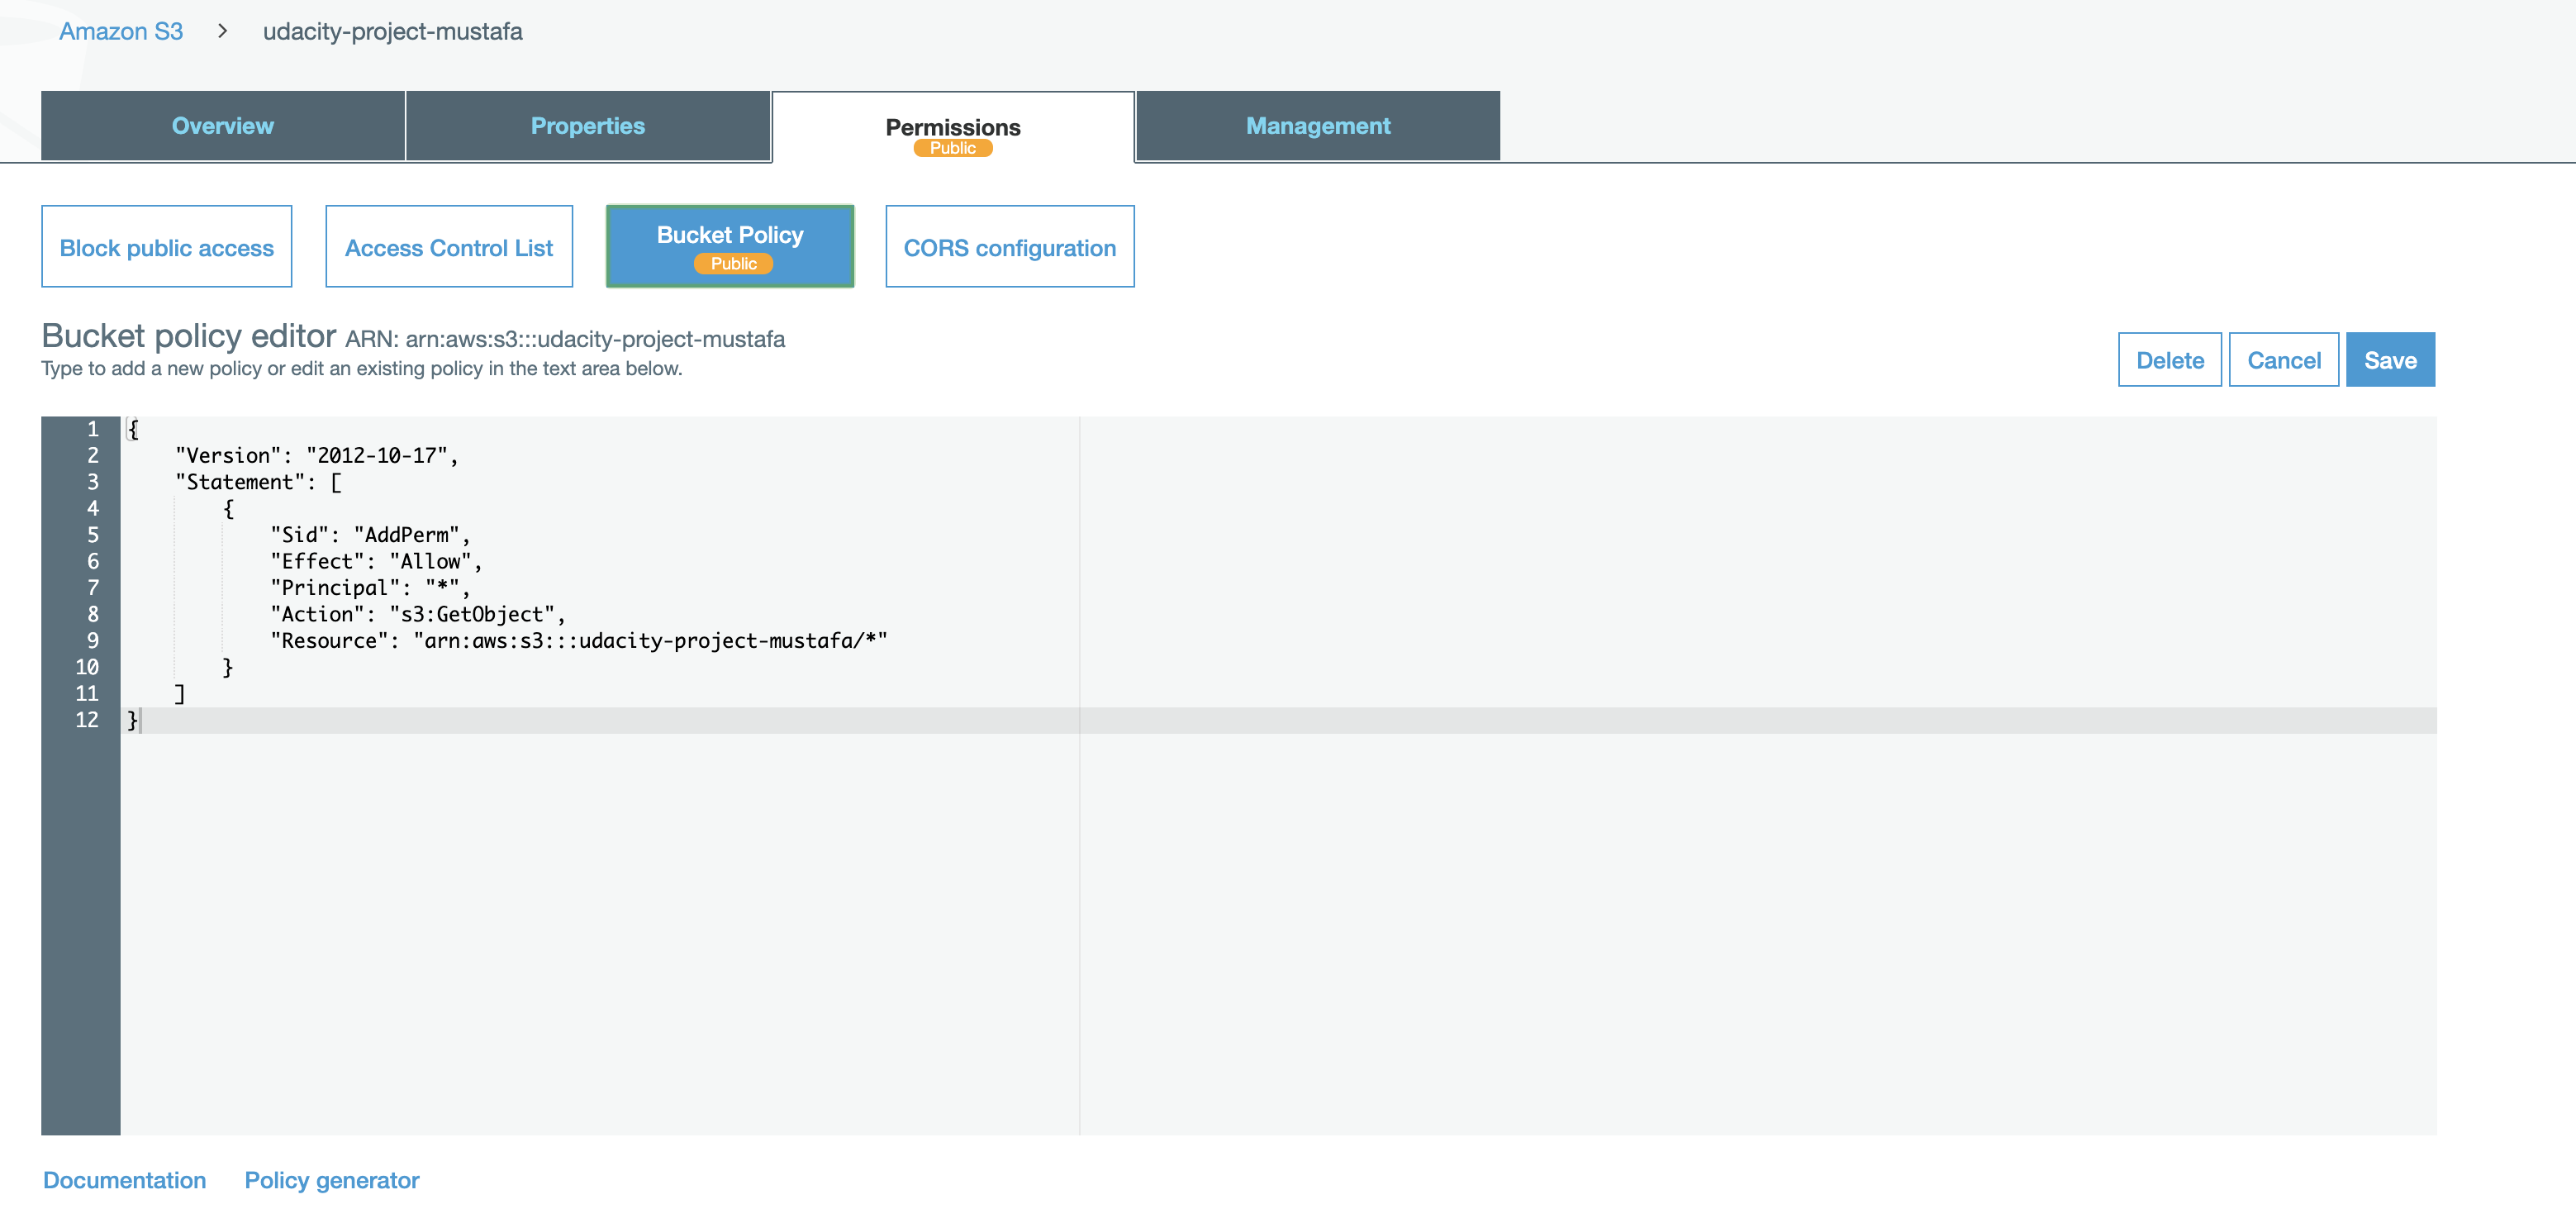 Amazon S3 > udacity-project-mustafa
Overview Properties Permissions Management
Public
Block public access Access Control List Bucket Policy CORS configuration
Public
Bucket policy editor ARN: arn:aws:s3:::udacity-project-mustafa
Type to add a new policy or edit an existing policy in the text area below.
Delete Cancel Save
1 {
2 "Version": "2012-10-17",
3 "Statement": [
4 {
5 "Sid": "AddPerm",
6 "Effect": "Allow",
7 "Principal": "*",
8 "Action": "s3:GetObject",
9 "Resource": "arn:aws:s3:::udacity-project-mustafa/*"
10 }
11 ]
12 }
Documentation Policy generator